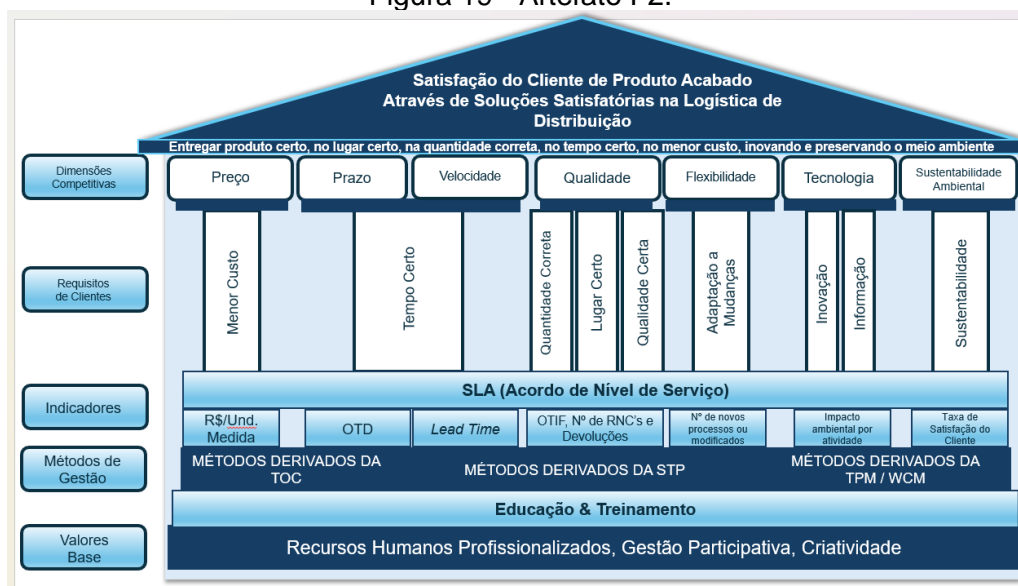 Figura 19 - Artefato F2.
Satisfação do Cliente de Produto Acabado
Através de Soluções Satisfatórias na Logística de
Distribuição
Entregar produto certo, no lugar certo, na quantidade correta, no tempo certo, no menor custo, inovando e preservando o meio ambiente
Dimensões
Competitivas
Preço
Prazo
Velocidade
Qualidade
Flexibilidade
Tecnologia
Sustentabilidade
Ambiental
Requisitos
de Clientes
Menor Custo
Tempo Certo
Quantidade Correta
Lugar Certo
Qualidade Certa
Adaptação a
Mudanças
Inovação
Informação
Sustentabilidade
SLA (Acordo de Nível de Serviço)
Indicadores
R$/Und.
Medida
OTD
Lead Time
OTIF, Nº de RNC's e
Devoluções
Nº de novos
processos ou
modificados
Impacto
ambiental por
atividade
Taxa de
Satisfação do
Cliente
Métodos de
Gestão
MÉTODOS DERIVADOS DA
TOC
MÉTODOS DERIVADOS DA STP
MÉTODOS DERIVADOS DA
TPM / WCM
Educação & Treinamento
Valores
Base
Recursos Humanos Profissionalizados, Gestão Participativa, Criatividade